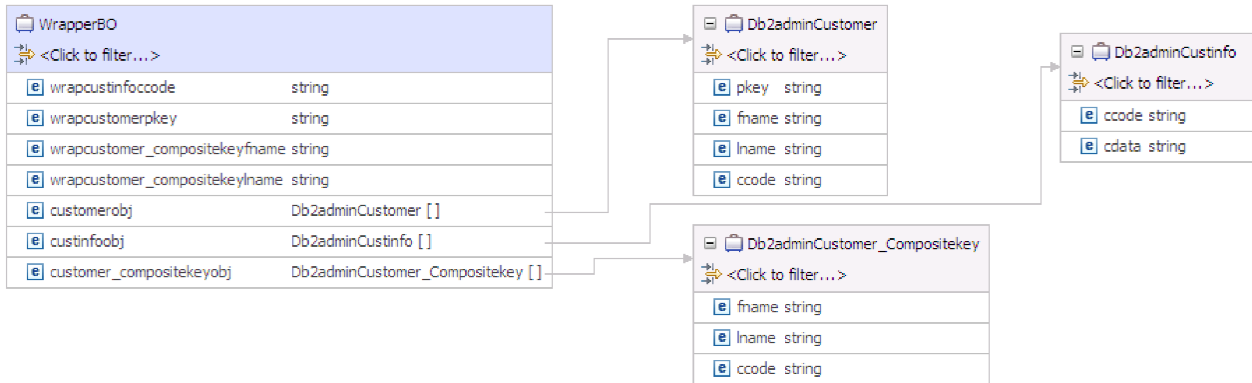 WrapperBO
<Click to filter...>
wrapcustinfoccode string
wrapcustomerpkey string
wrapcustomer_compositekeyfname string
wrapcustomer_compositekeylname string
customerobj Db2adminCustomer []
custinfoobj Db2adminCustinfo []
customer_compositekeyobj Db2adminCustomer_Compositekey []
Db2adminCustomer
<Click to filter...>
pkey string
fname string
lname string
ccode string
Db2adminCustinfo
<Click to filter...>
ccode string
cdata string
Db2adminCustomer_Compositekey
<Click to filter...>
fname string
lname string
ccode string